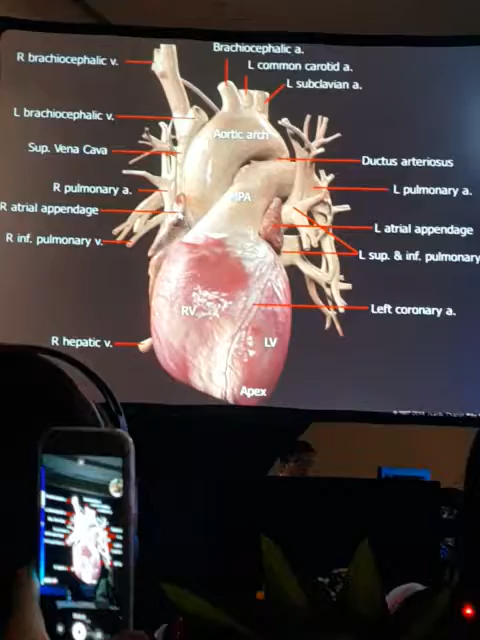 Brachiocephalic a.
R brachiocephalic v.
L common carotid a.
L subclavian a.
L brachiocephalic v.
Aortic arch
Sup. Vena Cava
Ductus arteriosus
R pulmonary a.
L pulmonary a.
MPA
R atrial appendage
L atrial appendage
R inf. pulmonary v.
L sup. & inf. pulmonary
RV
Left coronary a.
LV
R hepatic v.
Apex